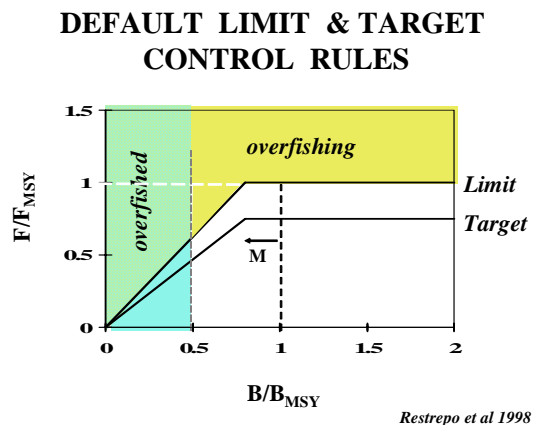 DEFAULT LIMIT & TARGET
CONTROL RULES
1.5
overfishing
overfished
1
Limit
F/FMSY
Target
0.5
M
0
0
0.5
1
1.5
2
B/BMSY
Restrepo et al 1998